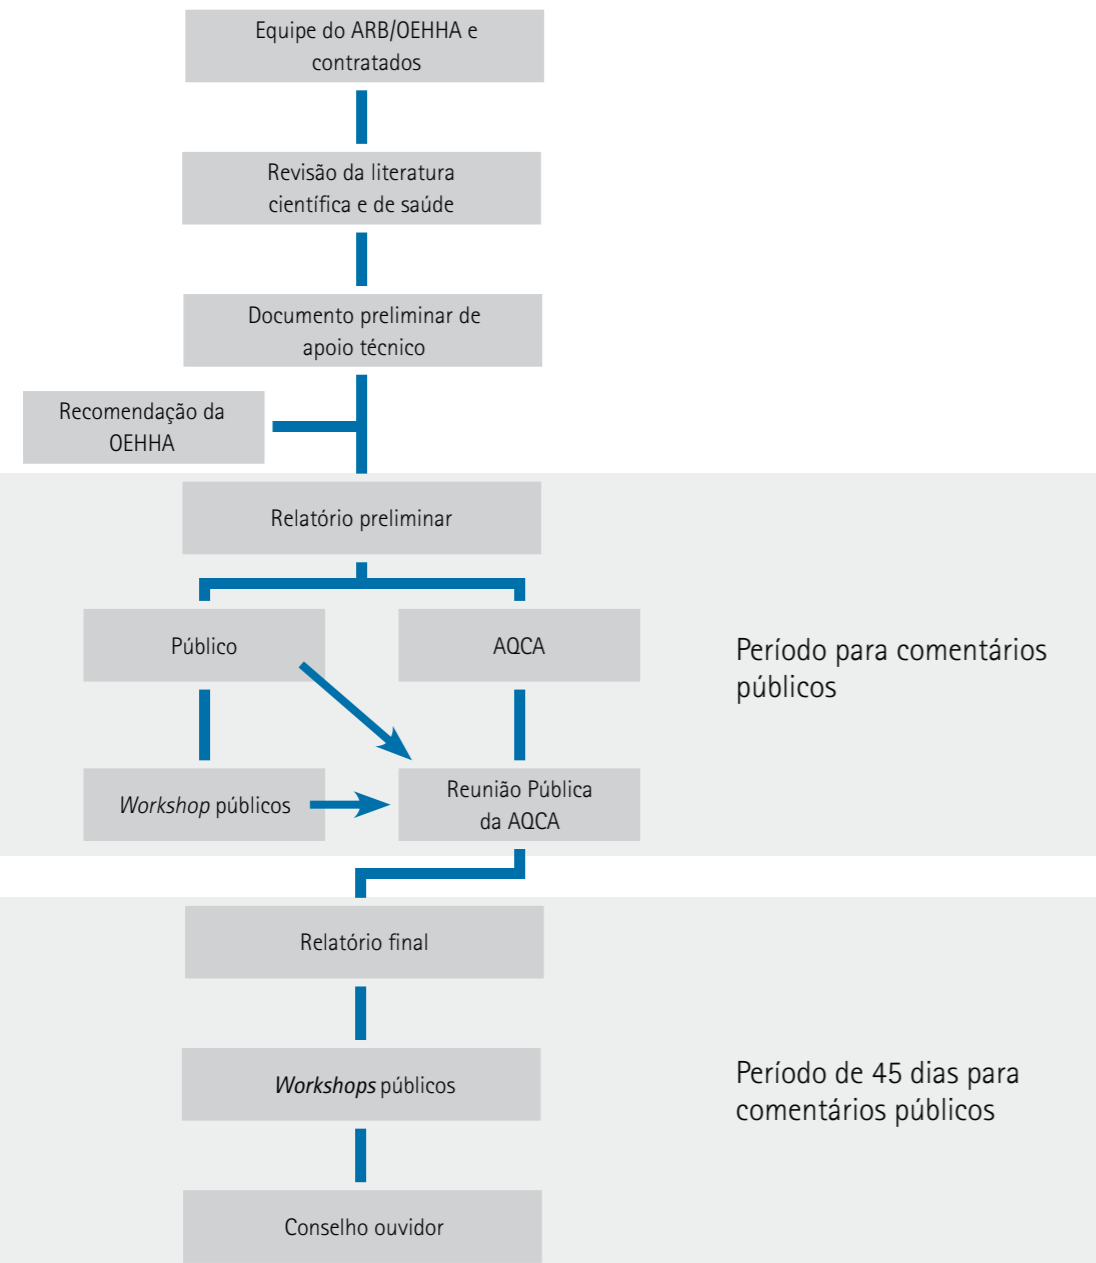 Equipe do ARB/OEHHA e
contratados
Revisão da literatura
científica e de saúde
Documento preliminar de
apoio técnico
Recomendação da
OEHHA
Relatório preliminar
Público
AQCA
Período para comentários
públicos
Workshop públicos
Reunião Pública
da AQCA
Relatório final
Workshops públicos
Período de 45 dias para
comentários públicos
Conselho ouvidor